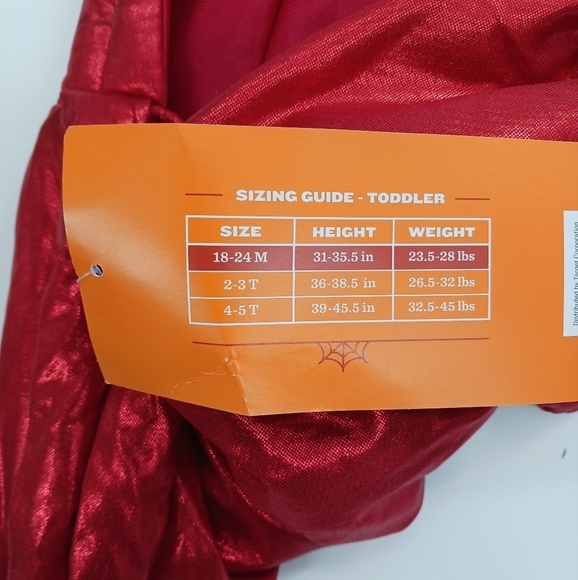 SIZING GUIDE - TODDLER
SIZE HEIGHT WEIGHT
18-24 M 31-35.5 in 23.5-28 lbs
2-3 T 36-38.5 in 26.5-32 lbs
4-5 T 39-45.5 in 32.5-45 lbs
Distributed by Target Corporation